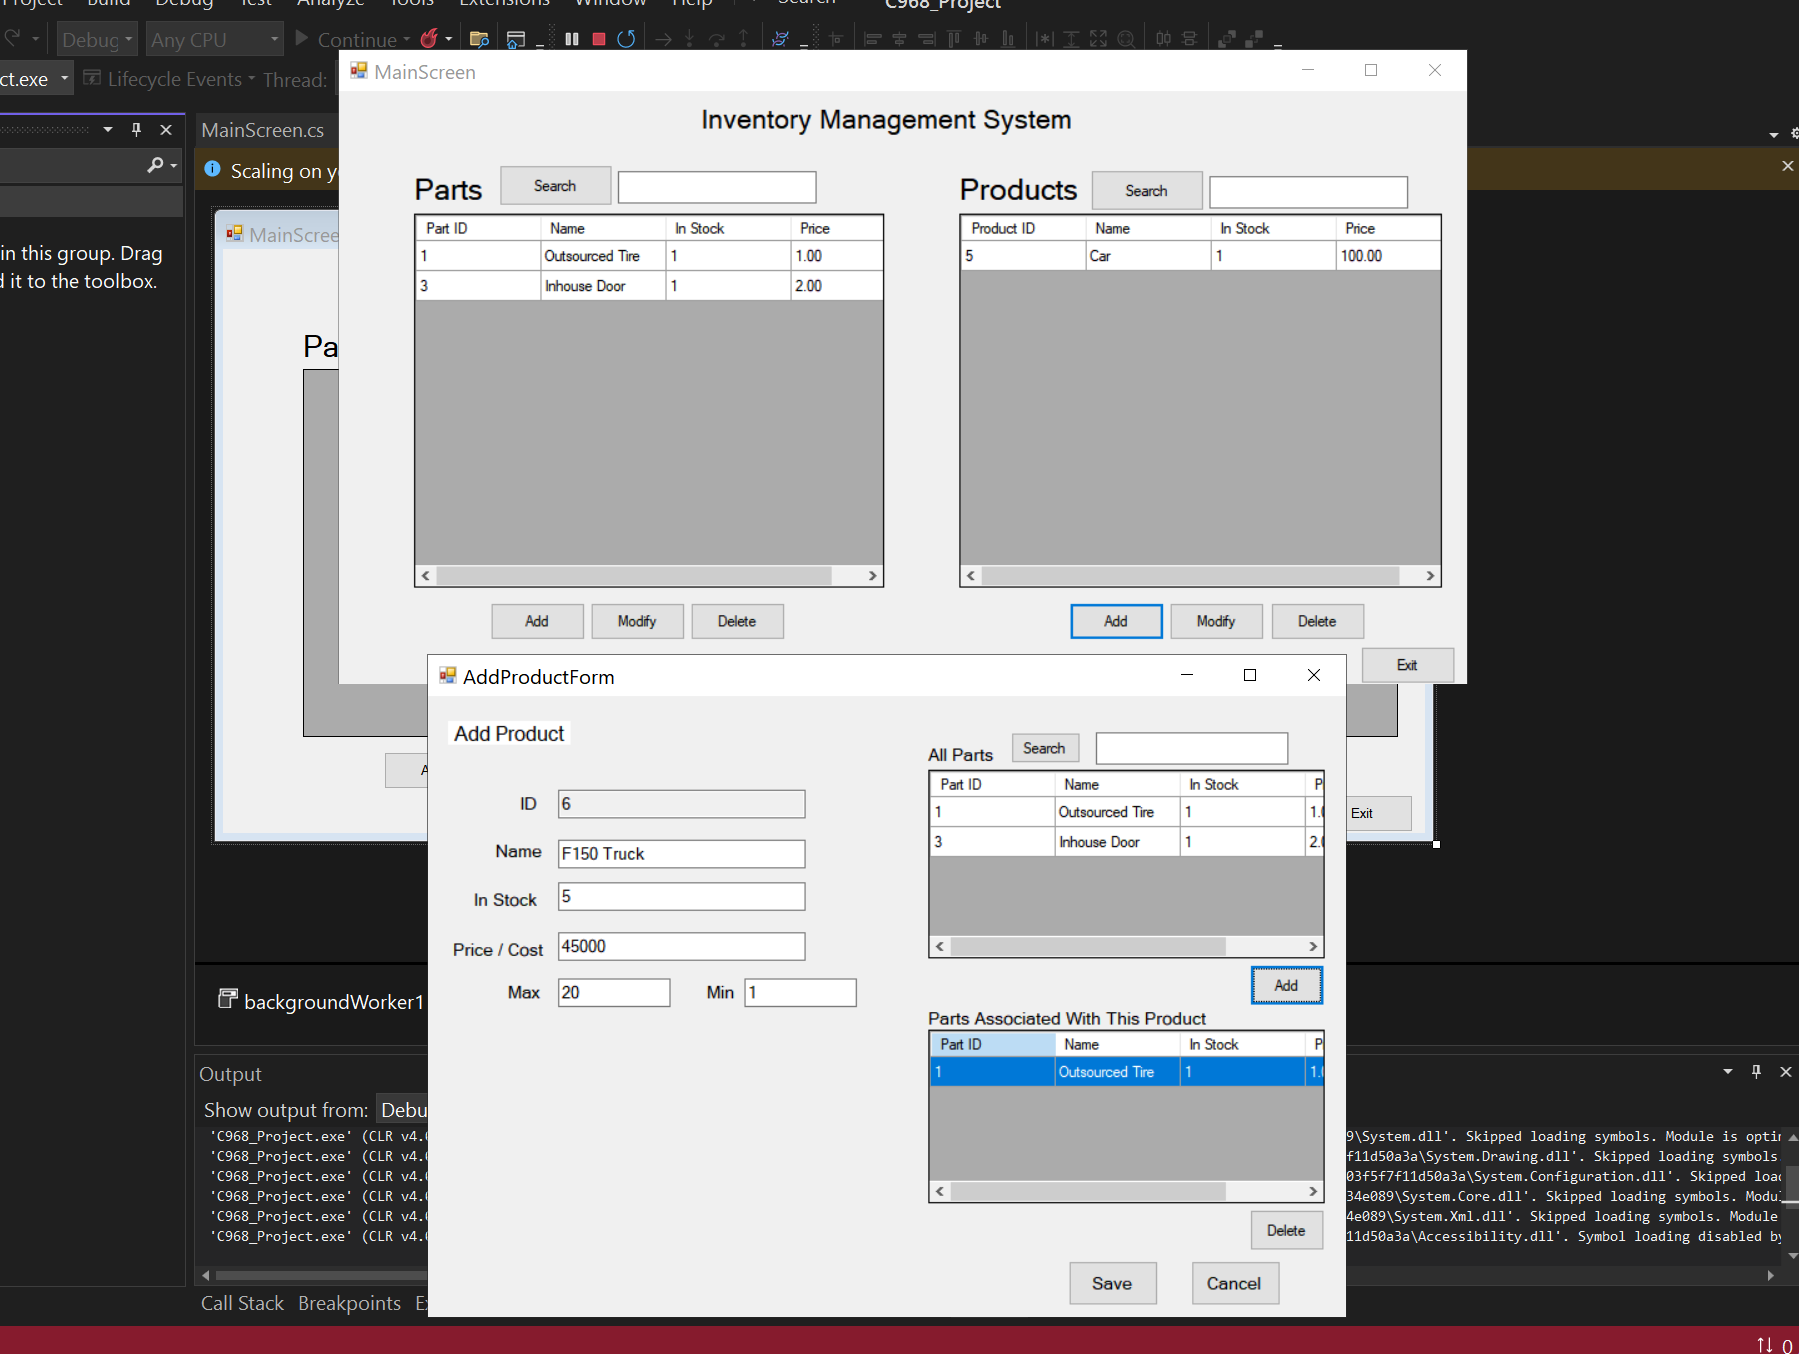 Build
Debug
Test
Analyze
Tools
Extensions
Window
Help
Search
C968_Project
Debug
Any CPU
Continue
ct.exe
Lifecycle Events
Thread:
MainScreen.cs
Scaling on
in this group. Drag
it to the toolbox.
MainScree
Pa
MainScreen
Inventory Management System
Parts
Search
Part ID Name In Stock Price
1 Outsourced Tire 1 1.00
3 Inhouse Door 1 2.00
Add Modify Delete
Products
Search
Product ID Name In Stock Price
5 Car 1 100.00
Add Modify Delete
Exit
AddProductForm
Add Product
ID 6
Name F150 Truck
In Stock 5
Price / Cost 45000
Max 20 Min 1
All Parts
Search
Part ID Name In Stock P
1 Outsourced Tire 1 1.0
3 Inhouse Door 1 2.0
Add
Parts Associated With This Product
Part ID Name In Stock P
1 Outsourced Tire 1 1.0
Delete
Save Cancel
Exit
backgroundWorker1
Output
Show output from: Debu
'C968_Project.exe' (CLR v4. 9\System.dll'. Skipped loading symbols. Module is optim
'C968_Project.exe' (CLR v4. f11d50a3a\System.Drawing.dll'. Skipped loading symbols
'C968_Project.exe' (CLR v4. 03f5f7f11d50a3a\System.Configuration.dll'. Skipped load
'C968_Project.exe' (CLR v4. 34e089\System.Core.dll'. Skipped loading symbols. Modu
'C968_Project.exe' (CLR v4. 4e089\System.Xml.dll'. Skipped loading symbols. Module
'C968_Project.exe' (CLR v4. 11d50a3a\Accessibility.dll'. Symbol loading disabled by
Call Stack Breakpoints
0